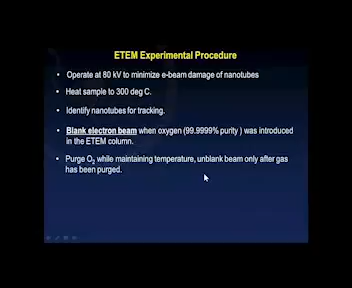 ETEM Experimental Procedure
• Operate at 80 kV to minimize e-beam damage of nanotubes
• Heat sample to 300 deg C.
• Identify nanotubes for tracking.
• Blank electron beam when oxygen (99.9999% purity ) was introduced
in the ETEM column.
• Purge O₂ while maintaining temperature, unblank beam only after gas
has been purged.